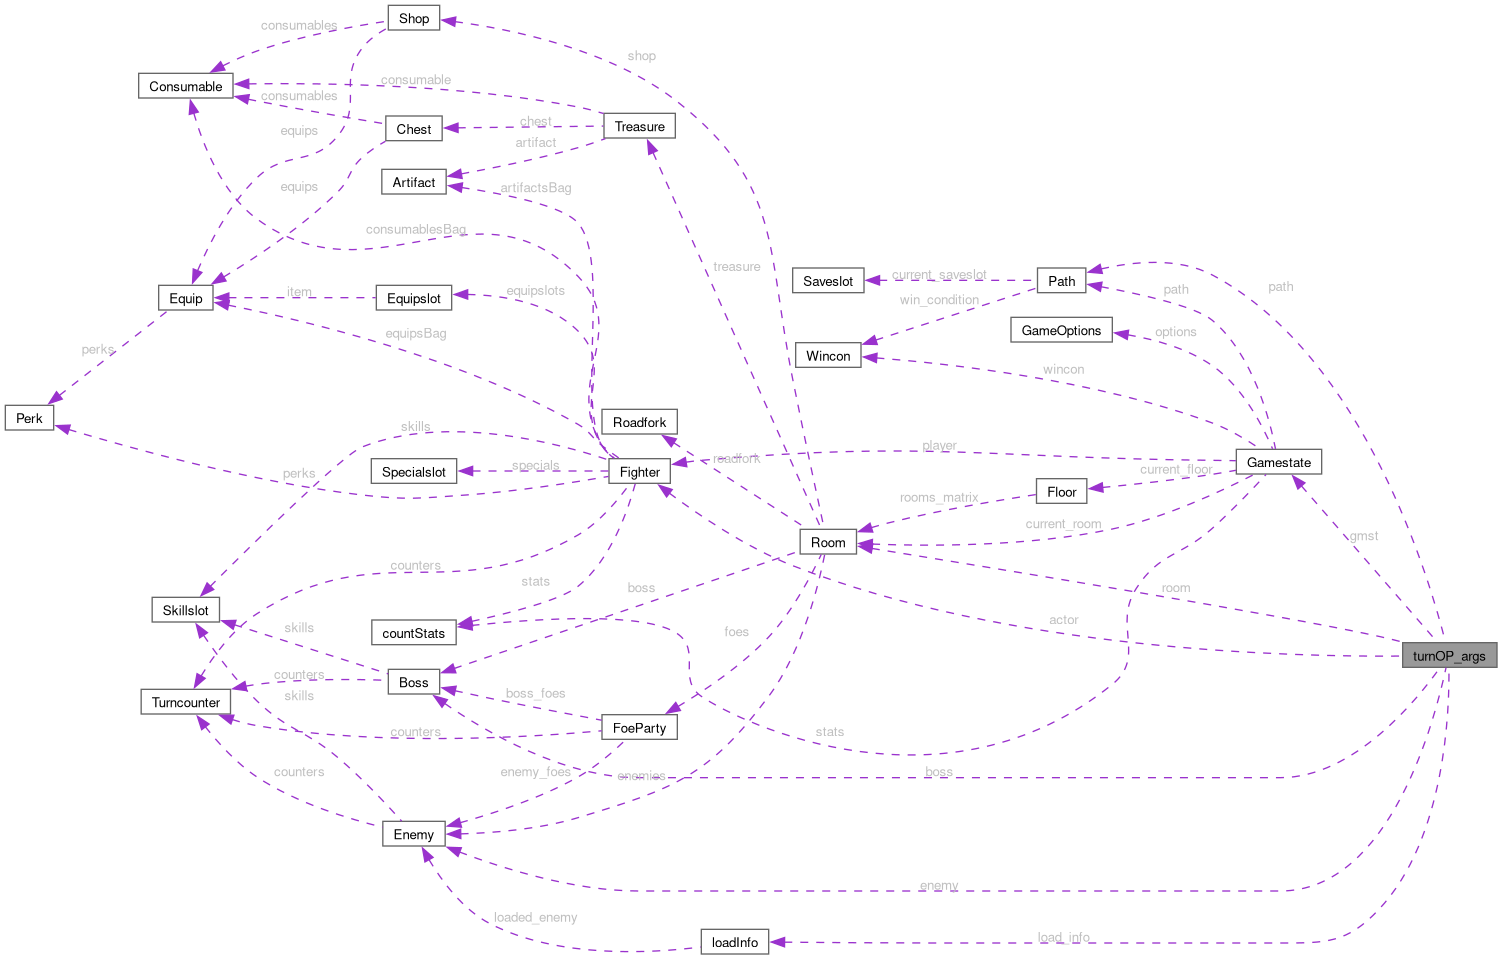 Shop
consumables
shop
Consumable
consumable
consumables
Chest
chest
Treasure
equips
artifact
Artifact
equips
artifactsBag
consumablesBag
treasure
Saveslot
current_saveslot
Path
path
Equip
item
Equipslot
equipslots
path
win_condition
GameOptions
options
equipsBag
perks
Wincon
wincon
Perk
Roadfork
skills
player
roadfork
Gamestate
Specialslot
specials
Fighter
perks
current_floor
Floor
rooms_matrix
current_room
Room
gmst
counters
stats
boss
room
Skillslot
skills
countStats
foes
actor
turnOP_args
Boss
counters
skills
boss_foes
Turncounter
FoeParty
counters
stats
counters
enemy_foes
enemies
boss
Enemy
enemy
loaded_enemy
loadInfo
load_info